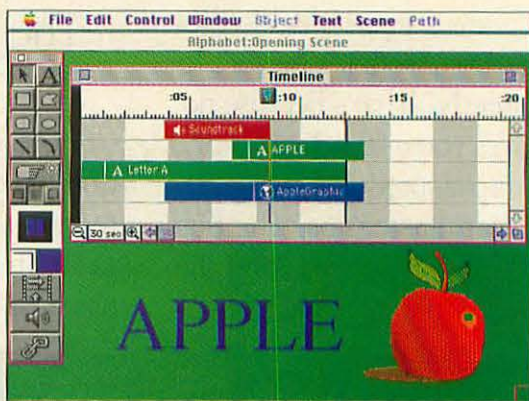 File Edit Control Window Object Text Scene Path
Alphabet:Opening Scene
Timeline
:05 :10 :15 :20
Soundtrack
A APPLE
A Letter A
AppleGraphic
30 sec
APPLE